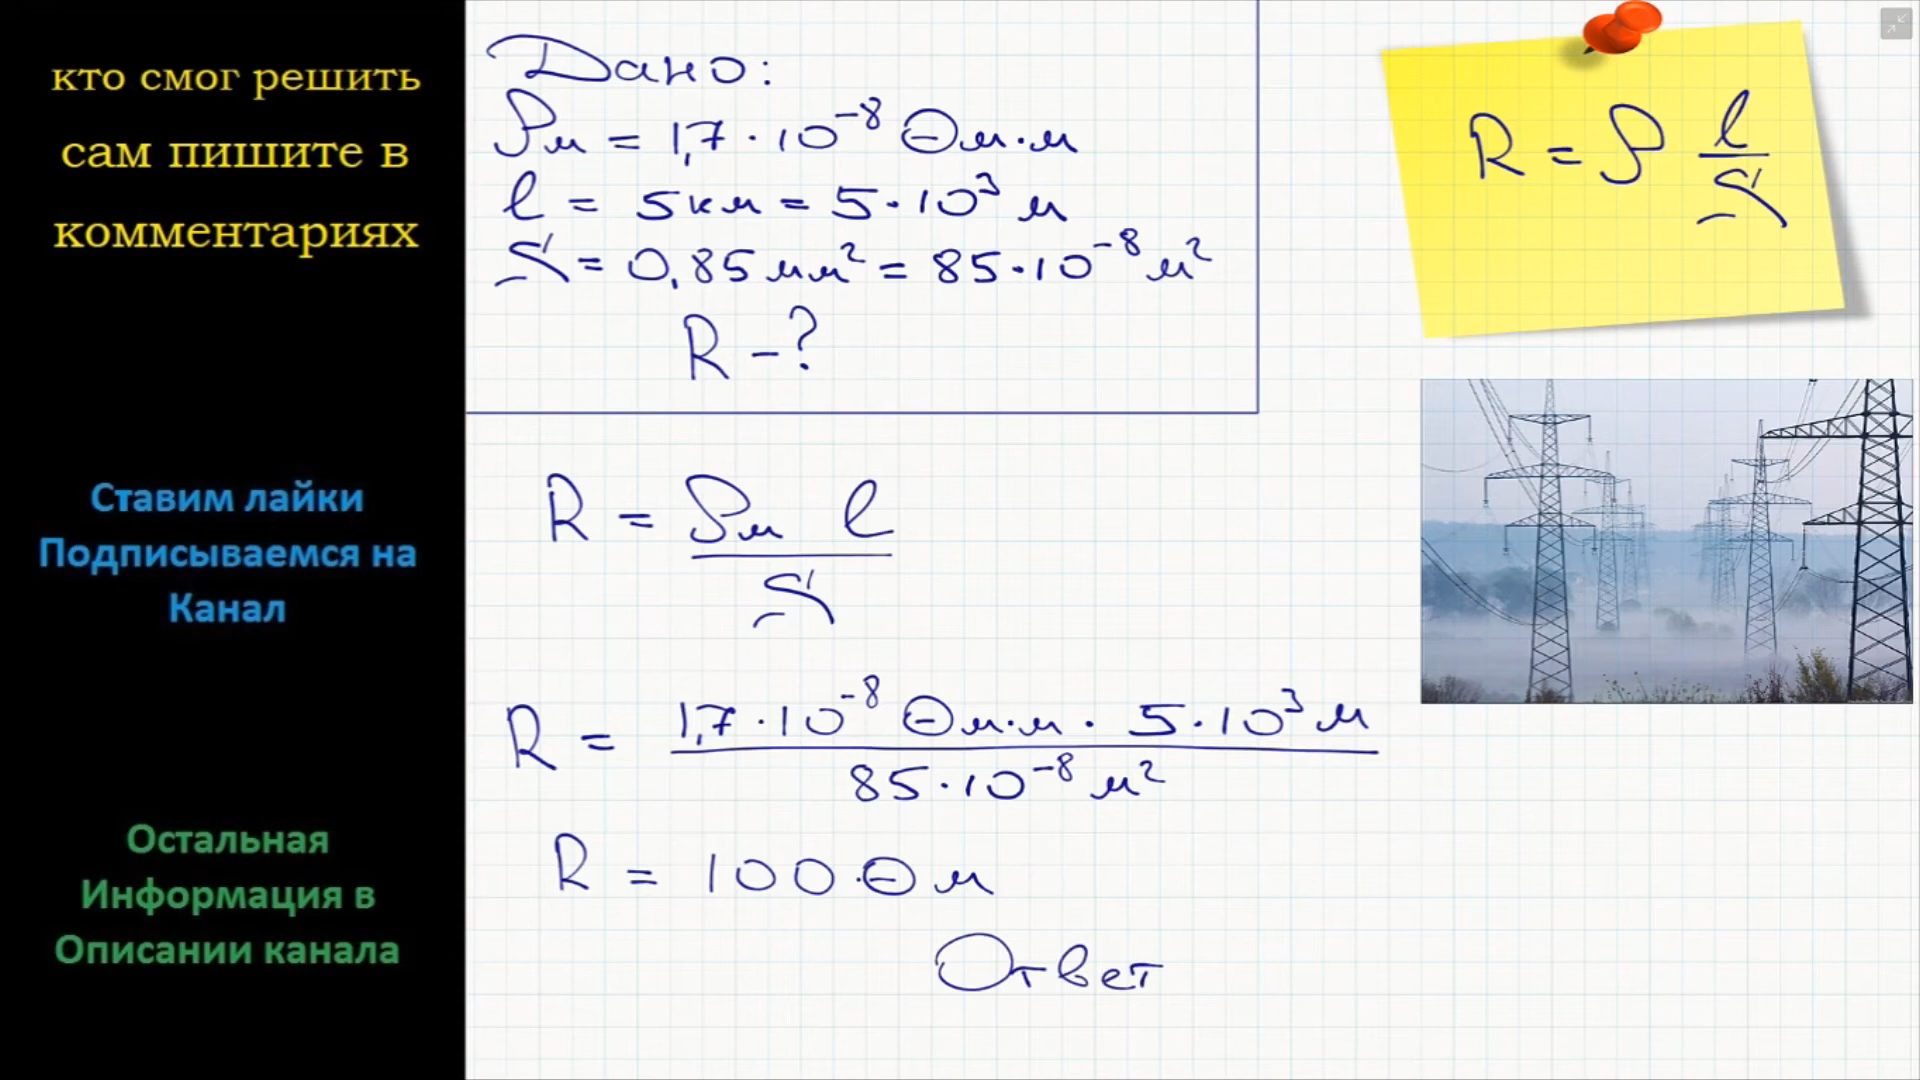 кто смог решить
сам пишите в
комментариях
Ставим лайки
Подписываемся на
Канал
Остальная
Информация в
Описании канала
Дано:
ρм = 1,7·10⁻⁸ Ом·м
l = 5км = 5·10³ м
S = 0,85 мм² = 85·10⁻⁸ м²
R – ?
R = ρ l/S
R = ρм l / S
R = 1,7·10⁻⁸ Ом·м · 5·10³ м / 85·10⁻⁸ м²
R = 100·Ом
Ответ